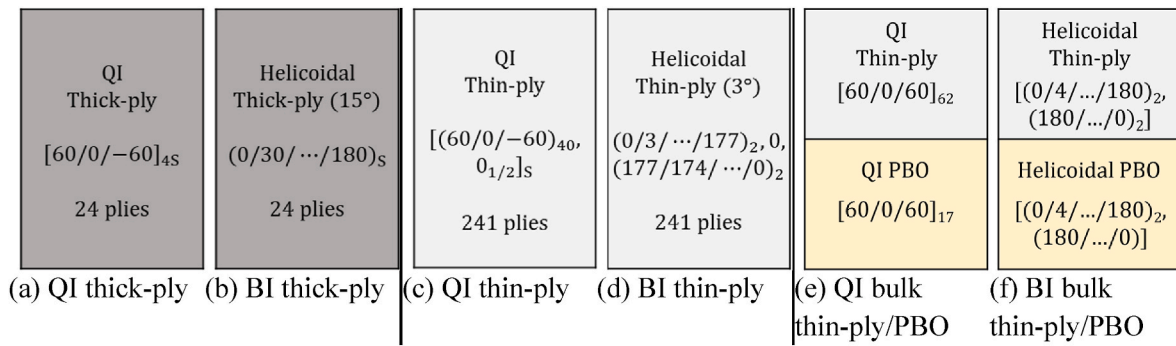 QI
Thick-ply
[60/0/−60]4S
24 plies
(a) QI thick-ply
Helicoidal
Thick-ply (15°)
(0/30/ ⋯/180)S
24 plies
(b) BI thick-ply
QI
Thin-ply
[(60/0/−60)40,
01/2]S
241 plies
(c) QI thin-ply
Helicoidal
Thin-ply (3°)
(0/3/ ⋯/177)2, 0,
(177/174/ ⋯/0)2
241 plies
(d) BI thin-ply
QI
Thin-ply
[60/0/60]62
QI PBO
[60/0/60]17
(e) QI bulk
thin-ply/PBO
Helicoidal
Thin-ply
[(0/4/…/180)2,
(180/…/0)2]
Helicoidal PBO
[(0/4/…/180)2,
(180/…/0)]
(f) BI bulk
thin-ply/PBO